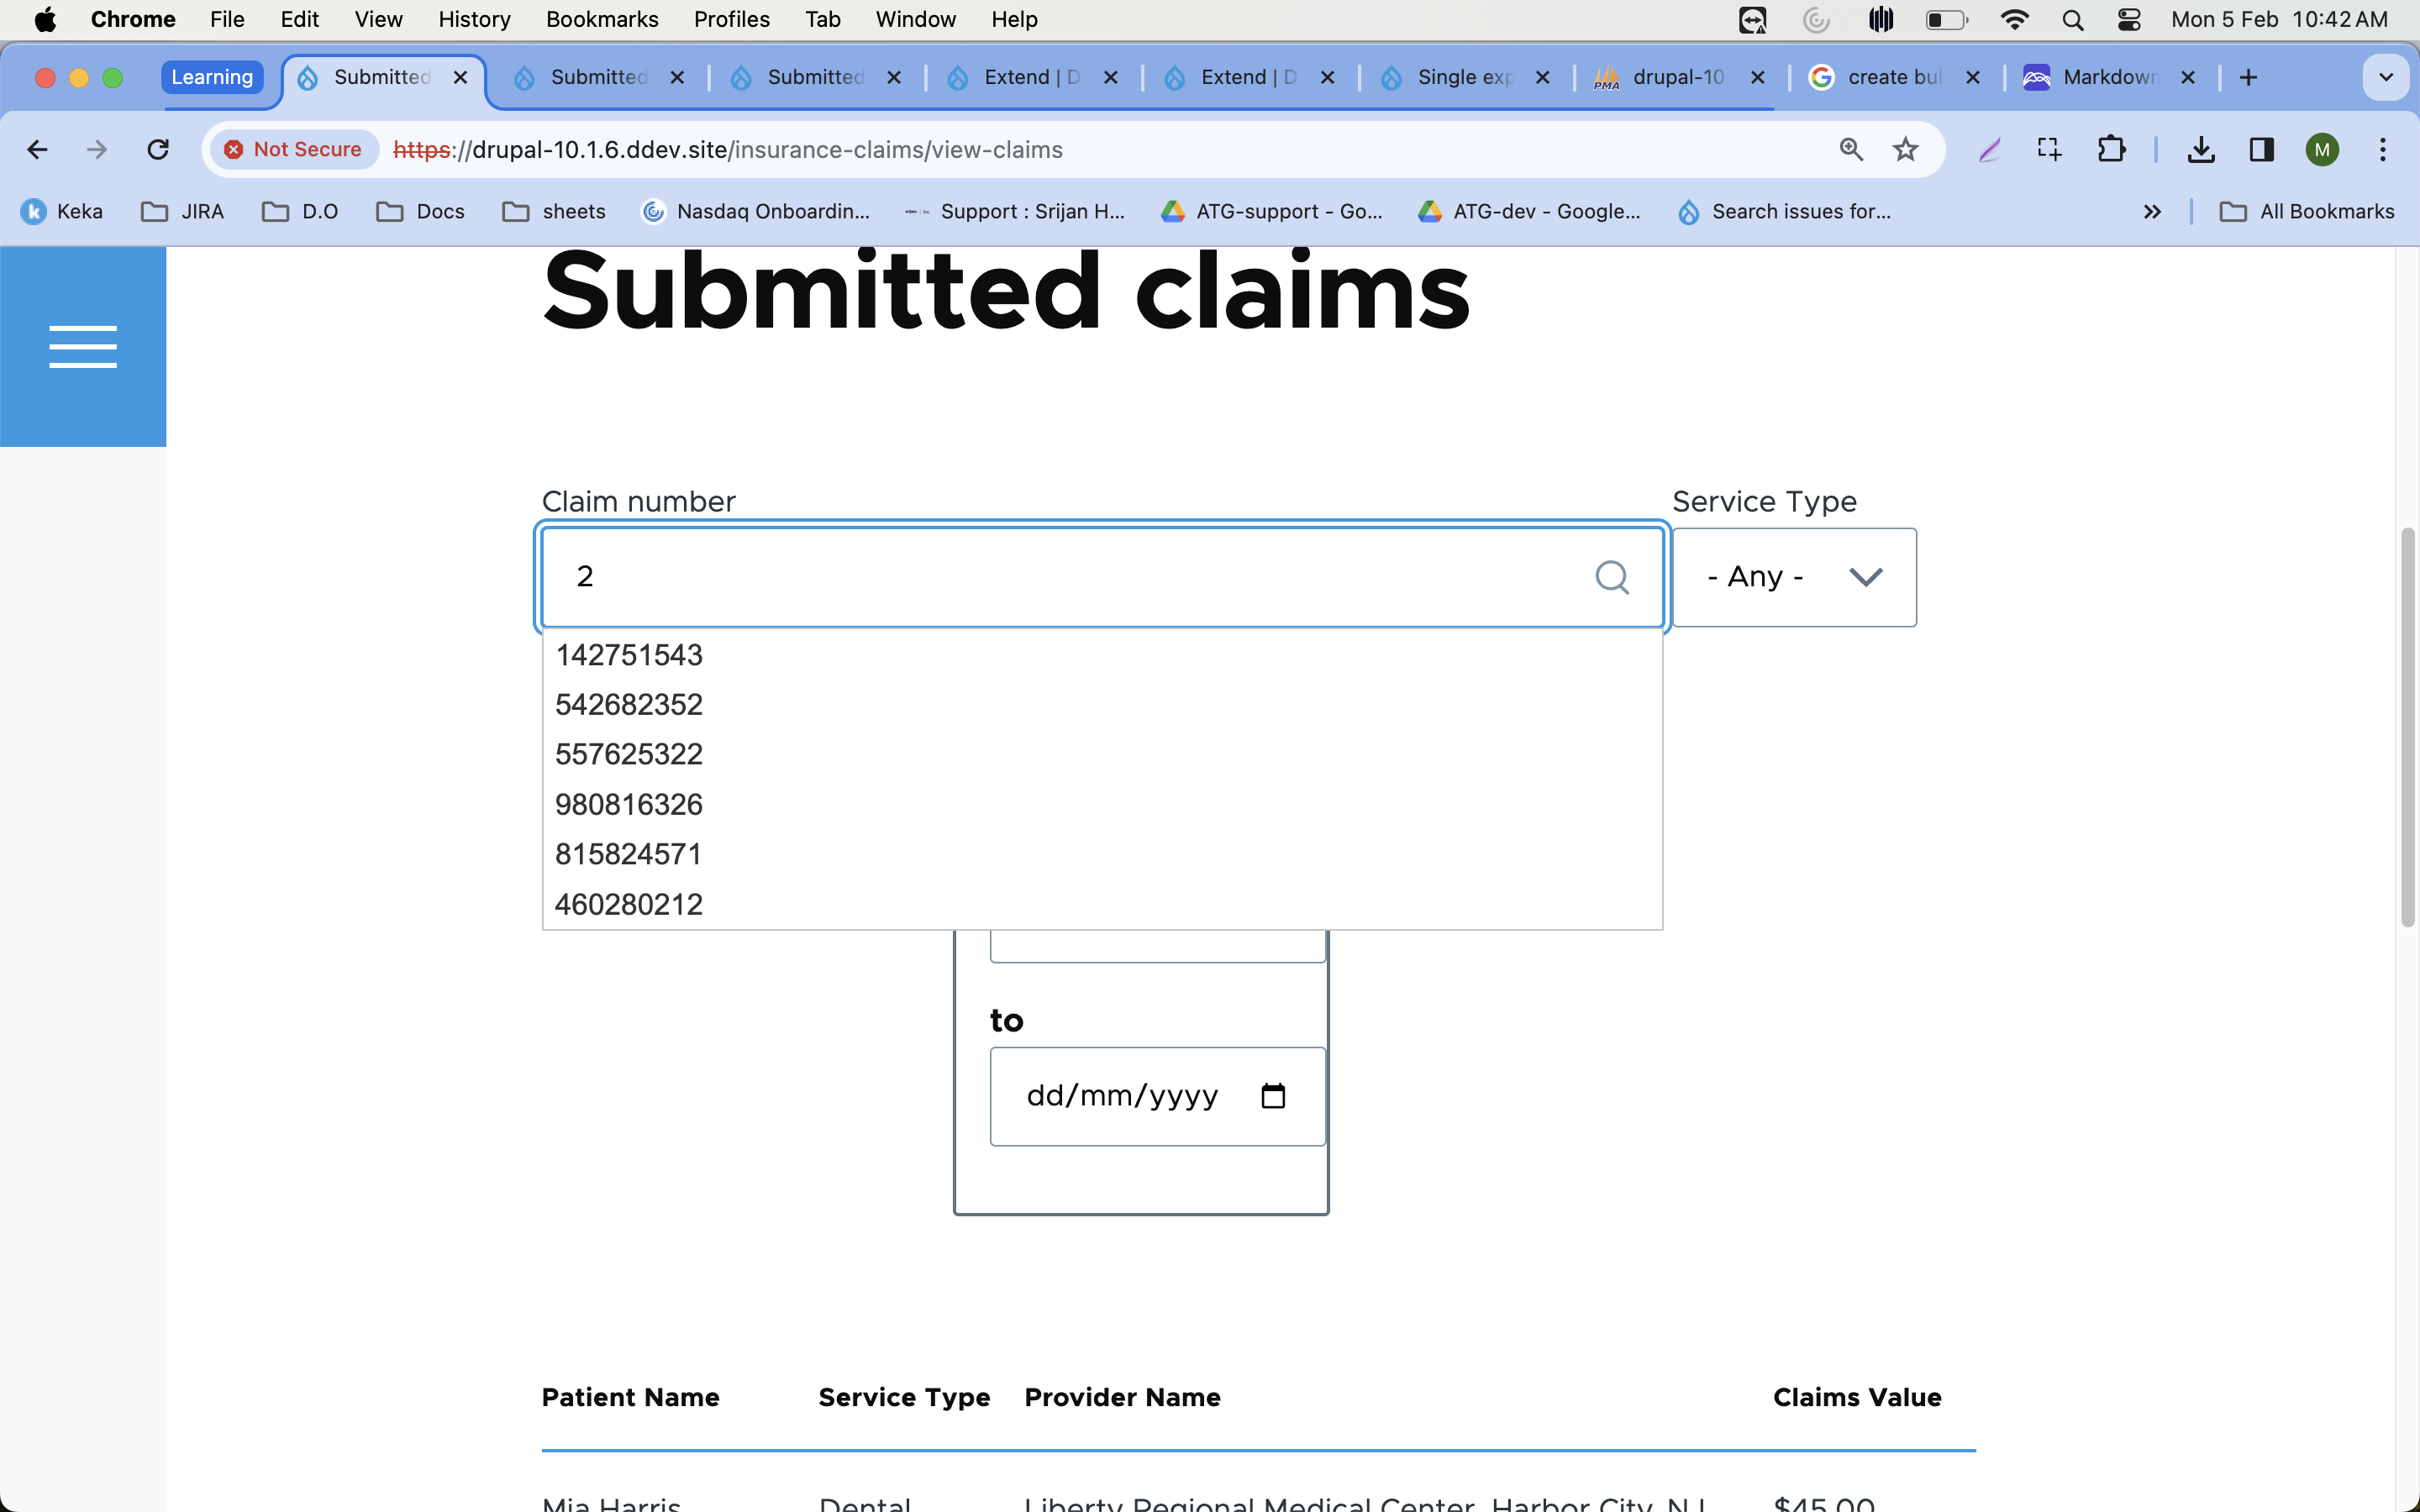 Chrome File Edit View History Bookmarks Profiles Tab Window Help Mon 5 Feb 10:42 AM
Learning Submitted Submitted Submitted Extend | D Extend | D Single exp drupal-10 create bul Markdown
Not Secure https://drupal-10.1.6.ddev.site/insurance-claims/view-claims M
Keka JIRA D.O Docs sheets Nasdaq Onboardin... Support : Srijan H... ATG-support - Go... ATG-dev - Google... Search issues for... All Bookmarks
Submitted claims
Claim number Service Type
2 - Any -
142751543
542682352
557625322
980816326
815824571
460280212
to
dd/mm/yyyy
Patient Name Service Type Provider Name Claims Value
Mia Harris Dental Liberty Regional Medical Center, Harbor City, NJ $45.00